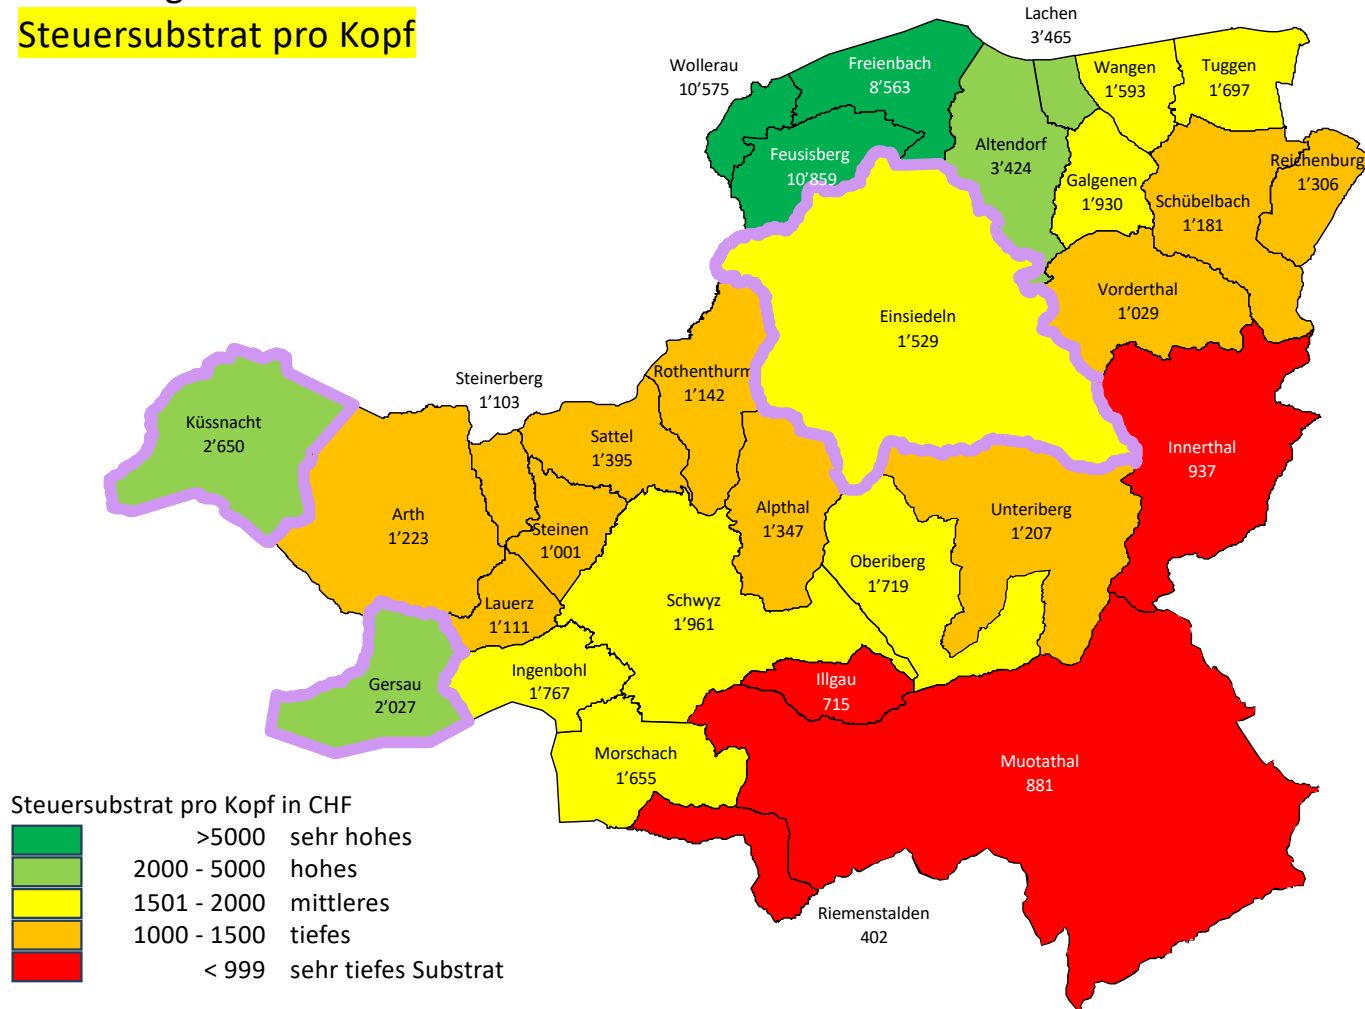 Steuersubstrat pro Kopf
Lachen
3’465
Wollerau
10’575
Freienbach
8’563
Wangen
1’593
Tuggen
1’697
Feusisberg
10’859
Altendorf
3’424
Galgenen
1’930
Reichenburg
1’306
Schübelbach
1’181
Vorderthal
1’029
Einsiedeln
1’529
Rothenthurm
1’142
Steinerberg
1’103
Küssnacht
2’650
Sattel
1’395
Innerthal
937
Arth
1’223
Steinen
1’001
Alpthal
1’347
Unteriberg
1’207
Oberiberg
1’719
Lauerz
1’111
Schwyz
1’961
Ingenbohl
1’767
Gersau
2’027
Illgau
715
Morschach
1’655
Muotathal
881
Riemenstalden
402
Steuersubstrat pro Kopf in CHF
>5000 sehr hohes
2000 - 5000 hohes
1501 - 2000 mittleres
1000 - 1500 tiefes
< 999 sehr tiefes Substrat